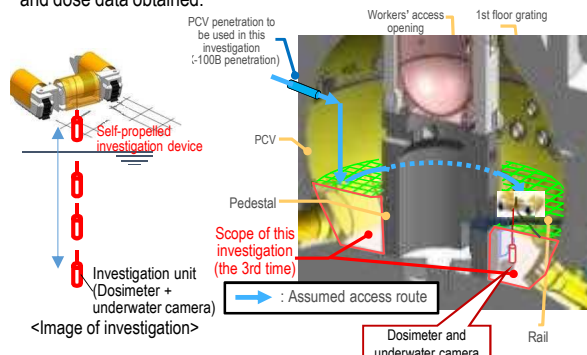 and dose data obtained.
PCV penetration to
be used in this
investigation
(X-100B penetration)
Workers' access
opening
1st floor grating
Self-propelled
investigation device
PCV
Pedestal
Scope of this
investigation
(the 3rd time)
Investigation unit
(Dosimeter +
underwater camera)
<Image of investigation>
: Assumed access route
Dosimeter and
underwater camera
Rail